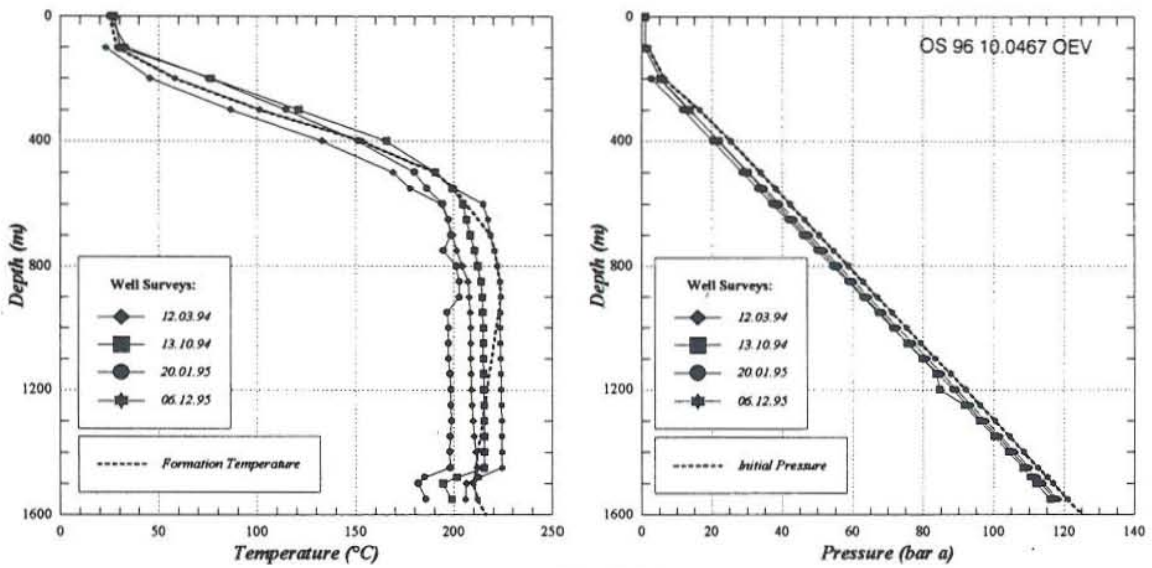 OS 96 10.0467 OEV
0
400
800
1200
1600
Depth (m)
Well Surveys:
12.03.94
13.10.94
20.01.95
06.12.95
Formation Temperature
0 50 100 150 200 250
Temperature (°C)
0
400
800
1200
1600
Depth (m)
Well Surveys:
12.03.94
13.10.94
20.01.95
06.12.95
Initial Pressure
0 20 40 60 80 100 120 140
Pressure (bar a)